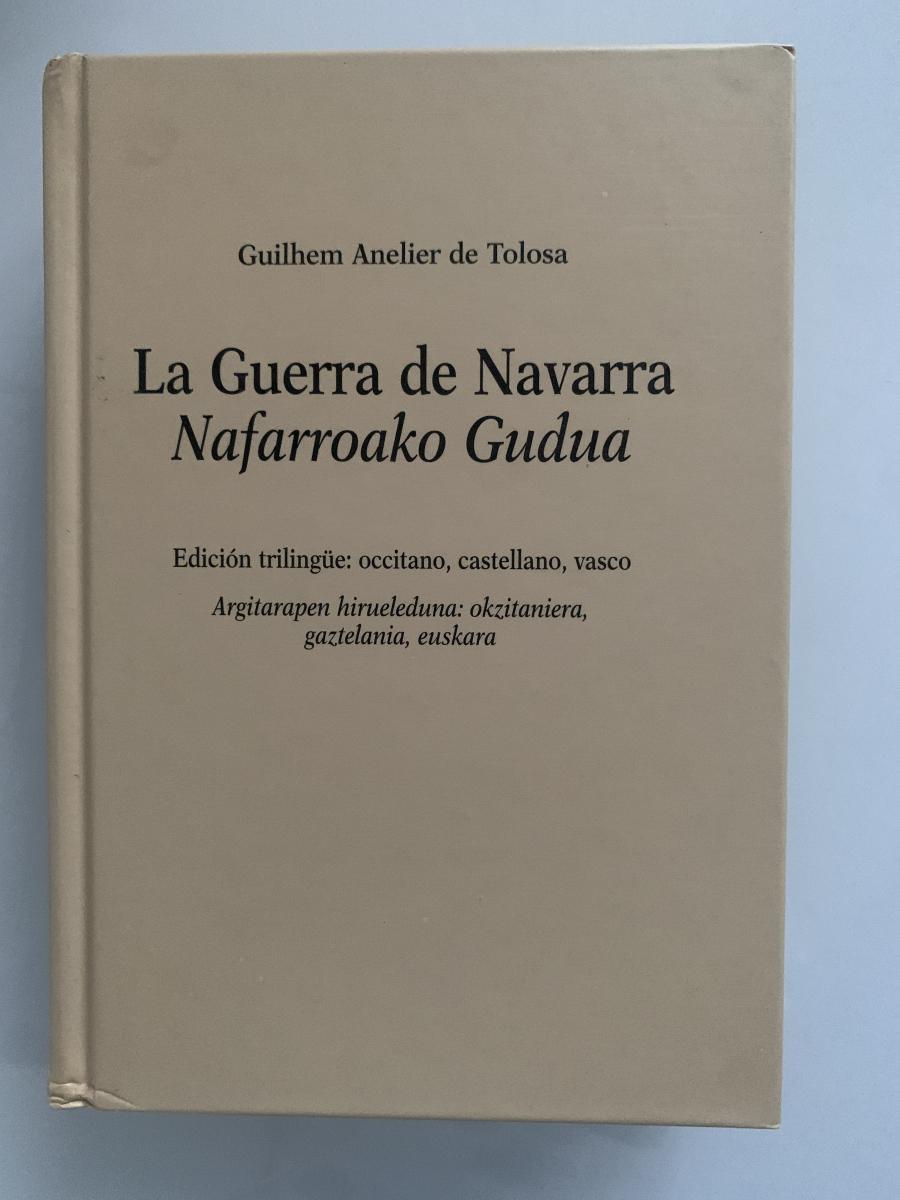 Guilhem Anelier de Tolosa
La Guerra de Navarra
Nafarroako Gudua
Edición trilingüe: occitano, castellano, vasco
Argitarapen hirueleduna: okzitaniera,
gaztelania, euskara